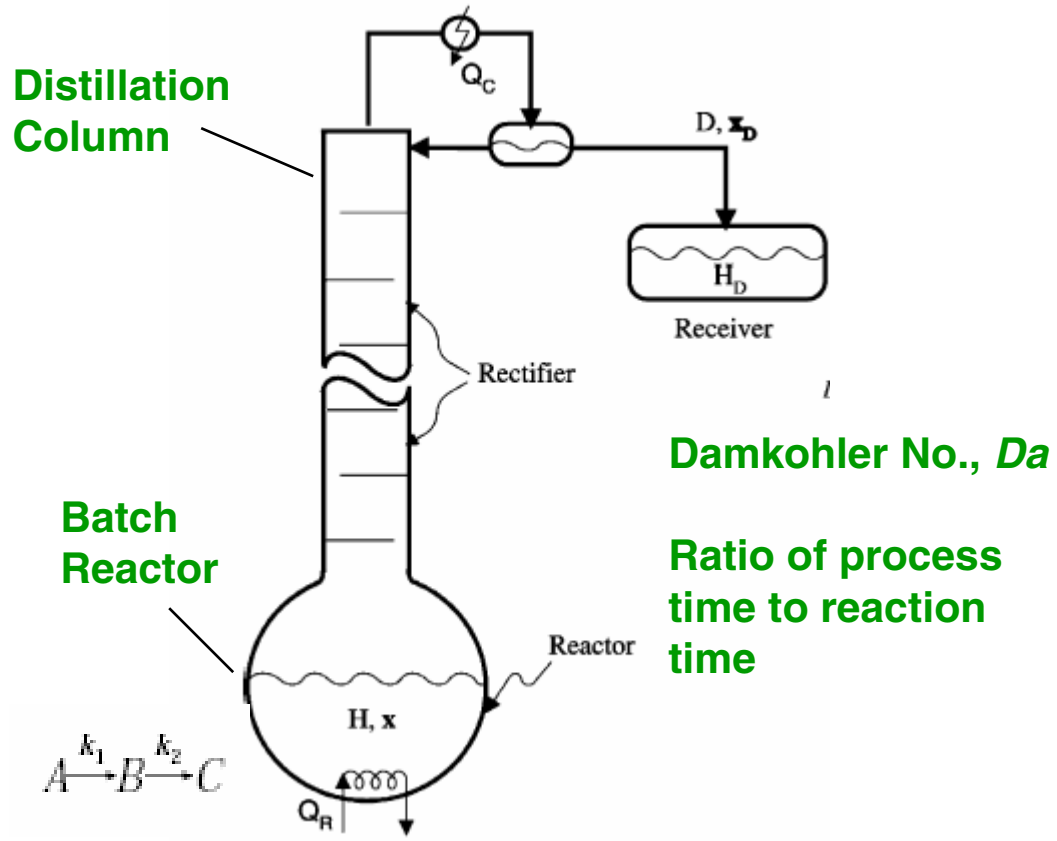 Distillation
Column
Q_C
D, x_D
H_D
Receiver
Rectifier
Damkohler No., Da
Batch
Reactor
Ratio of process
time to reaction
time
Reactor
H, x
A k_1 → B k_2 → C
Q_R